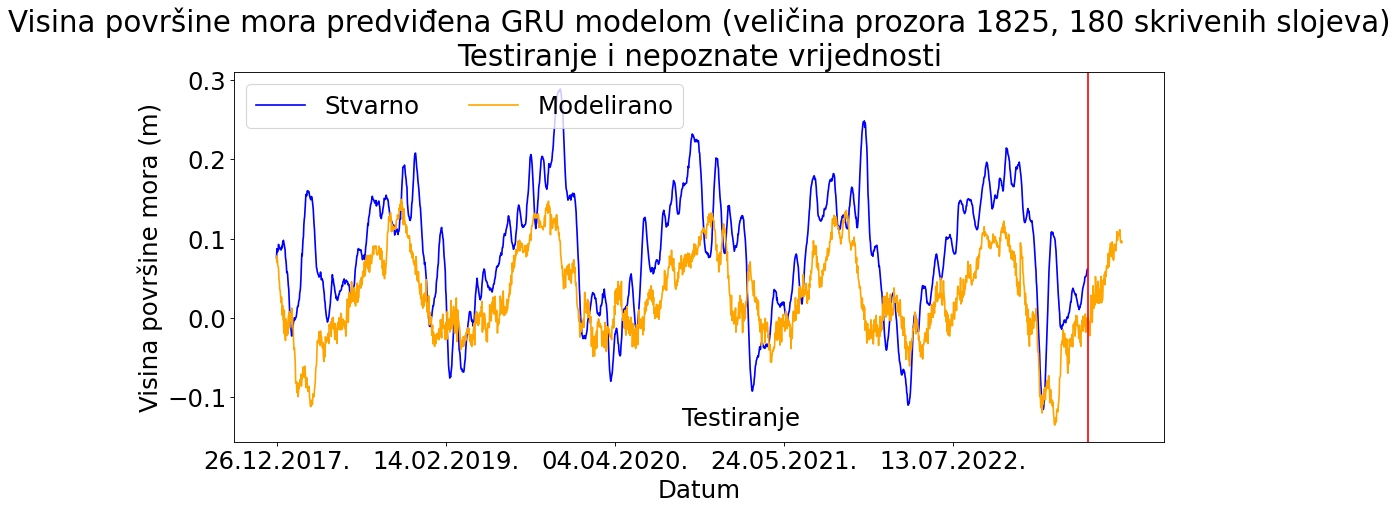 Visina površine mora predviđena GRU modelom (veličina prozora 1825, 180 skrivenih slojeva)
Testiranje i nepoznate vrijednosti
Stvarno Modelirano
Visina površine mora (m)
0.3
0.2
0.1
0.0
−0.1
Testiranje
26.12.2017. 14.02.2019. 04.04.2020. 24.05.2021. 13.07.2022.
Datum